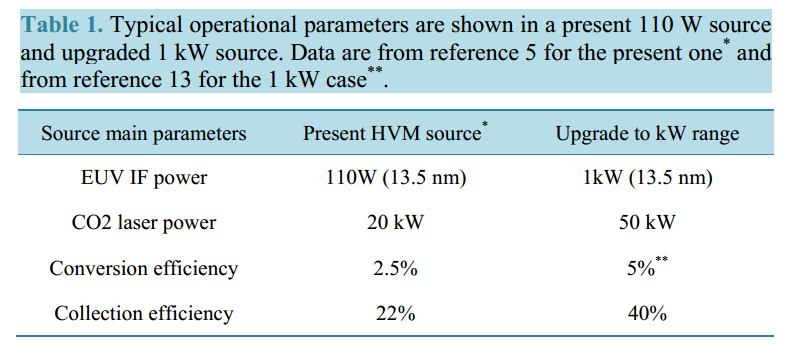 Table 1. Typical operational parameters are shown in a present 110 W source
and upgraded 1 kW source. Data are from reference 5 for the present one* and
from reference 13 for the 1 kW case**.
Source main parameters Present HVM source* Upgrade to kW range
EUV IF power 110W (13.5 nm) 1kW (13.5 nm)
CO2 laser power 20 kW 50 kW
Conversion efficiency 2.5% 5%**
Collection efficiency 22% 40%